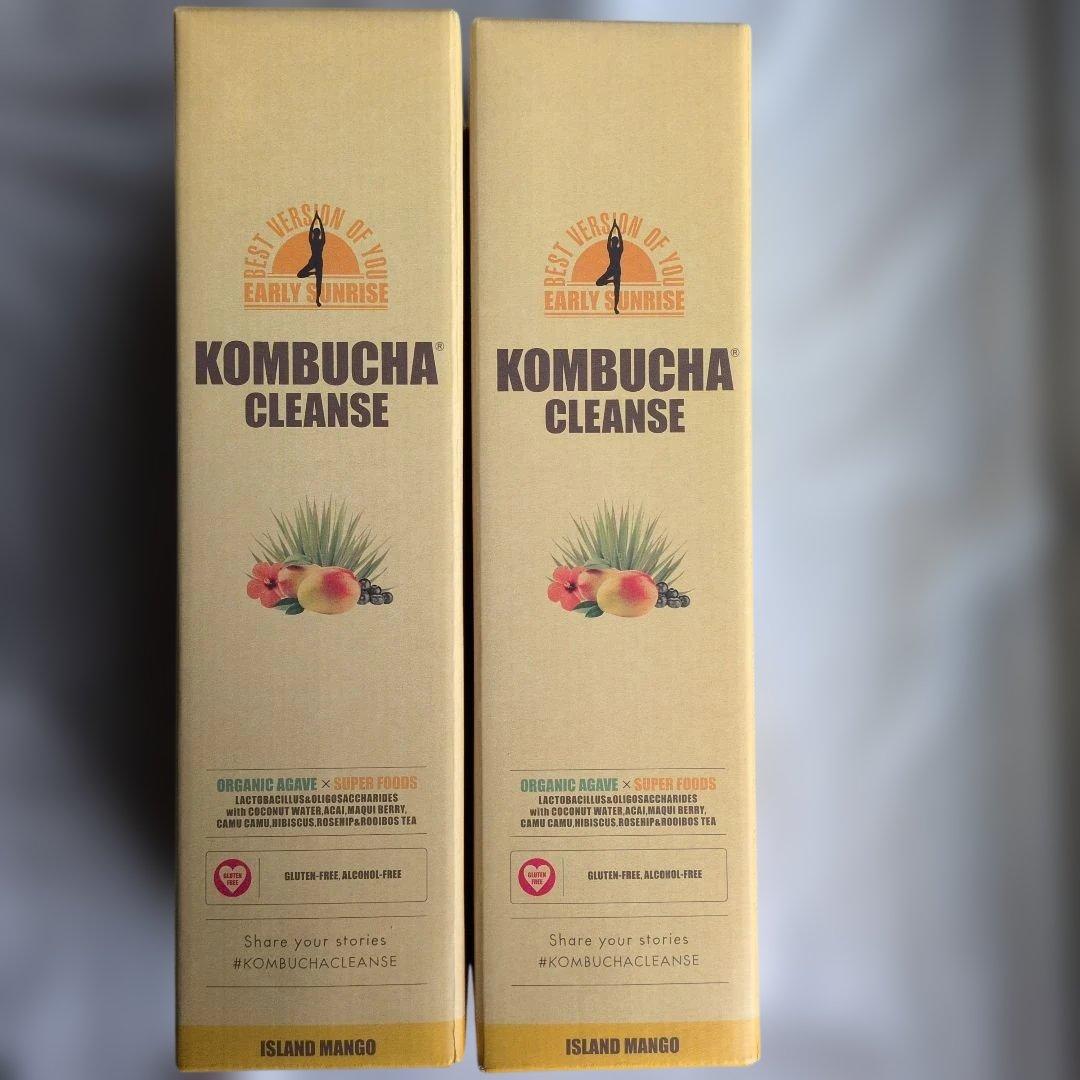 BEST VERSION OF YOU
EARLY SUNRISE
KOMBUCHA®
CLEANSE
ORGANIC AGAVE × SUPER FOODS
LACTOBACILLUS&OLIGOSACCHARIDES
with COCONUT WATER,ACAI,MAQUI BERRY,
CAMU CAMU,HIBISCUS,ROSEHIP&ROOIBOS TEA
GLUTEN
FREE
GLUTEN-FREE, ALCOHOL-FREE
Share your stories
#KOMBUCHACLEANSE
ISLAND MANGO
BEST VERSION OF YOU
EARLY SUNRISE
KOMBUCHA®
CLEANSE
ORGANIC AGAVE × SUPER FOODS
LACTOBACILLUS&OLIGOSACCHARIDES
with COCONUT WATER,ACAI,MAQUI BERRY,
CAMU CAMU,HIBISCUS,ROSEHIP&ROOIBOS TEA
GLUTEN
FREE
GLUTEN-FREE, ALCOHOL-FREE
Share your stories
#KOMBUCHACLEANSE
ISLAND MANGO